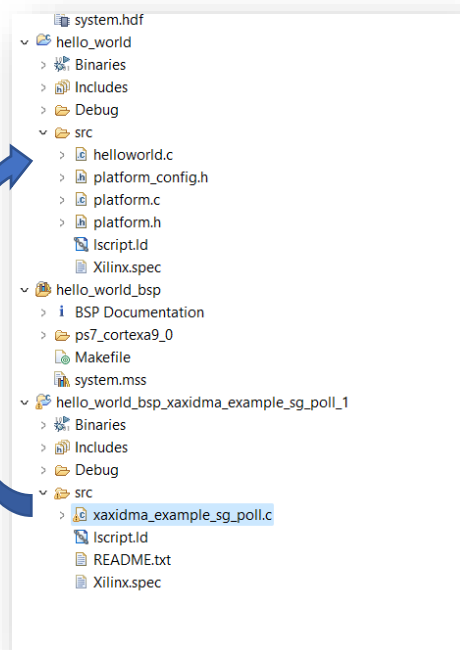 system.hdf
hello_world
Binaries
Includes
Debug
src
helloworld.c
platform_config.h
platform.c
platform.h
lscript.ld
Xilinx.spec
hello_world_bsp
BSP Documentation
ps7_cortexa9_0
Makefile
system.mss
hello_world_bsp_xaxidma_example_sg_poll_1
Binaries
Includes
Debug
src
xaxidma_example_sg_poll.c
lscript.ld
README.txt
Xilinx.spec